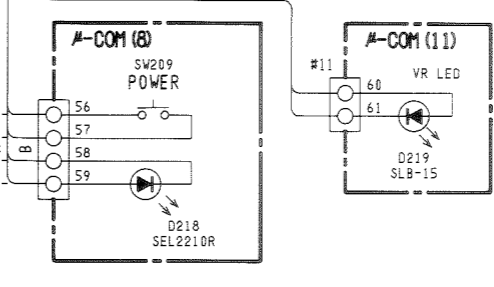 μ-COM (8)
SW209
POWER
56
57
58
59
B
D218
SEL2210R
μ-COM (11)
#11
VR LED
60
61
D219
SLB-15